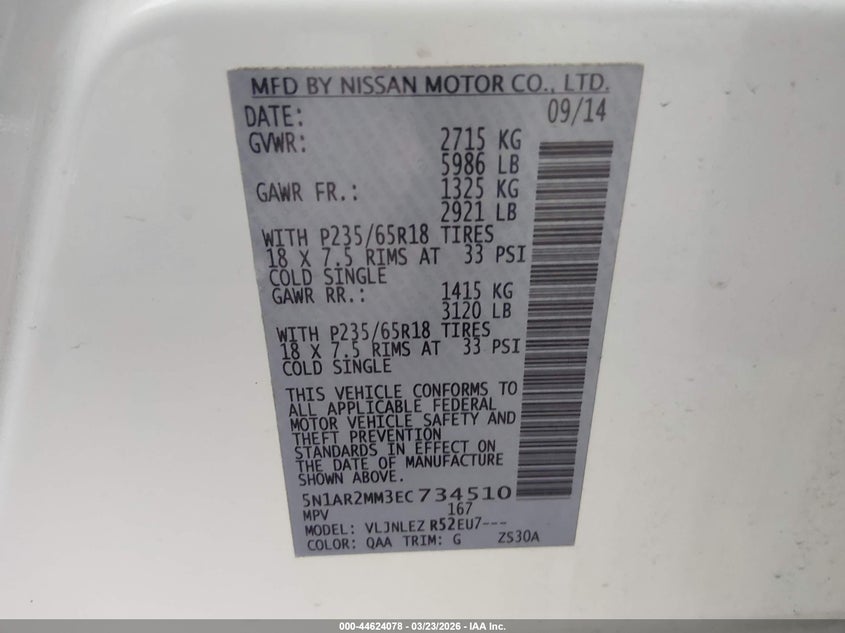 MFD BY NISSAN MOTOR CO., LTD.
DATE: 09/14
GVWR: 2715 KG
5986 LB
GAWR FR.: 1325 KG
2921 LB
WITH P235/65R18 TIRES
18 X 7.5 RIMS AT 33 PSI
COLD SINGLE
GAWR RR.: 1415 KG
3120 LB
WITH P235/65R18 TIRES
18 X 7.5 RIMS AT 33 PSI
COLD SINGLE
THIS VEHICLE CONFORMS TO
ALL APPLICABLE FEDERAL
MOTOR VEHICLE SAFETY AND
THEFT PREVENTION
STANDARDS IN EFFECT ON
THE DATE OF MANUFACTURE
SHOWN ABOVE.
5N1AR2MM3EC734510
MPV 167
MODEL: VLJNLEZ R52EU7---
COLOR: QAA TRIM: G ZS30A
000-44624078 - 03/23/2026 - IAA Inc.